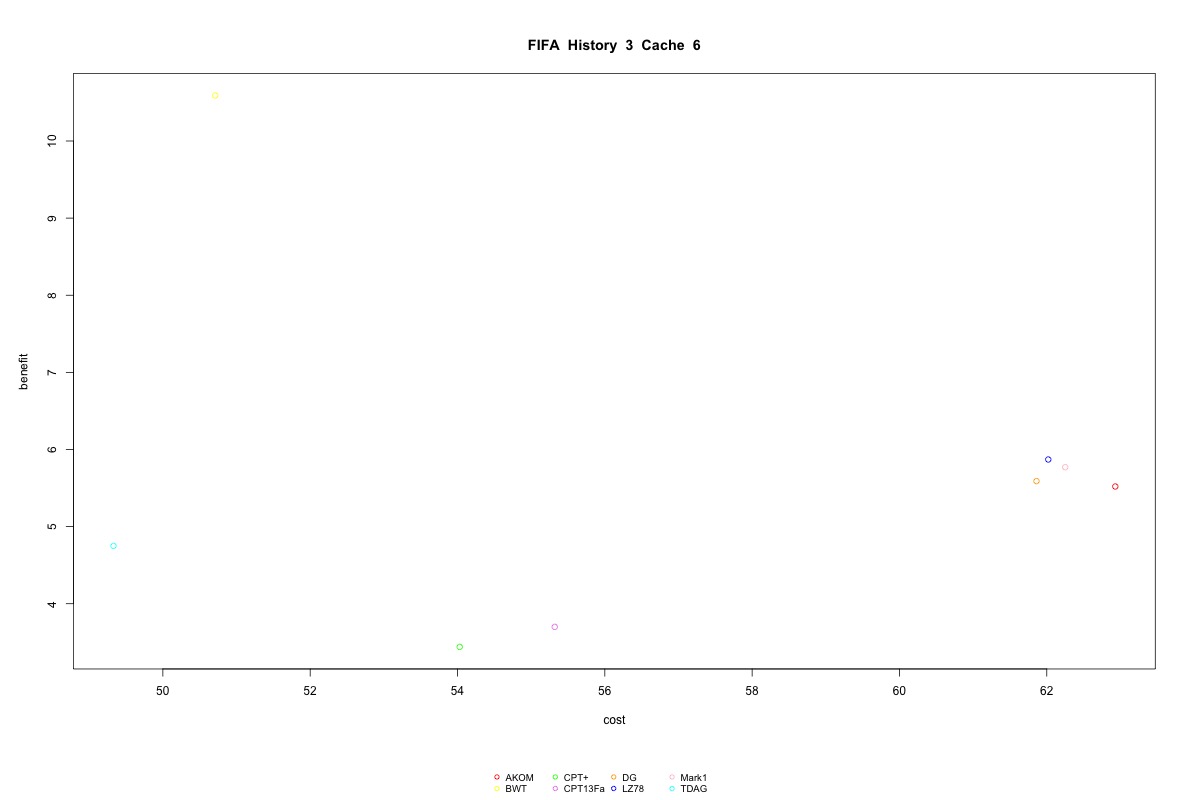 FIFA History 3 Cache 6
10
9
8
7
6
5
4
benefit
50 52 54 56 58 60 62
cost
AKOM CPT+ DG Mark1
BWT CPT13Fa LZ78 TDAG